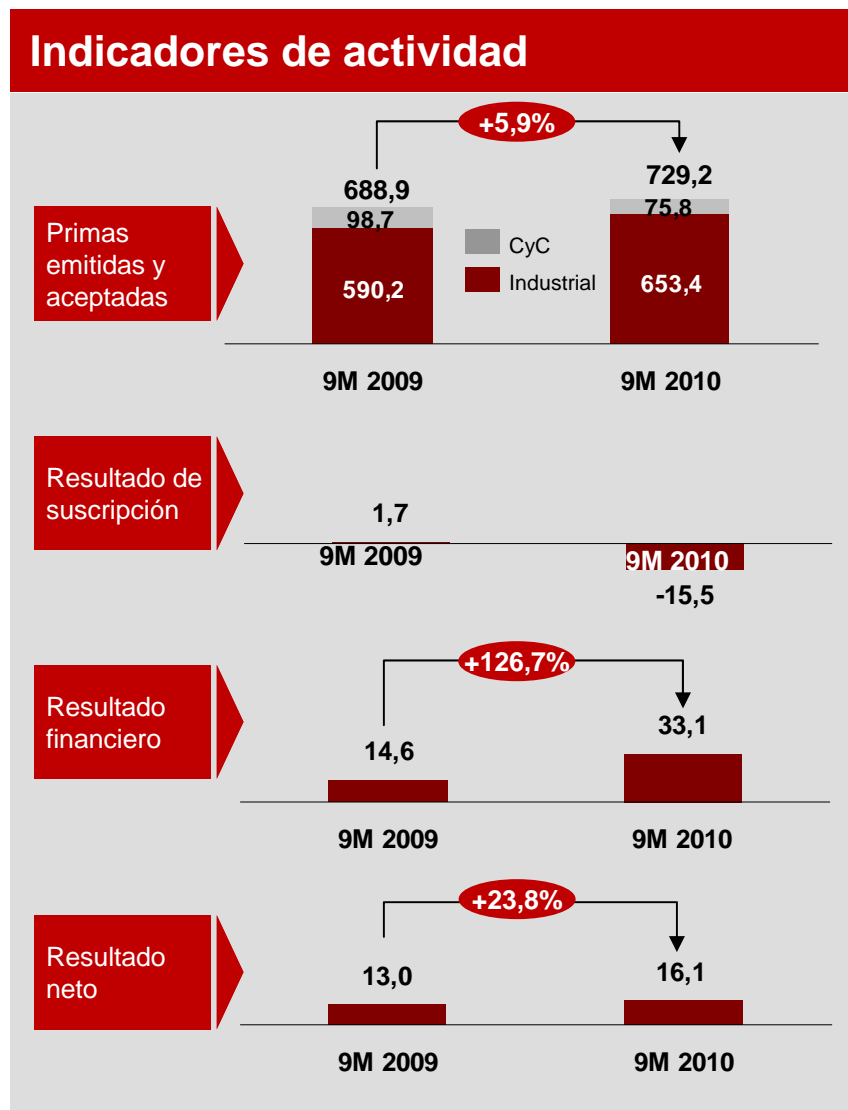 Indicadores de actividad
+5,9%
688,9
729,2
98,7
75,8
Primas
emitidas y
aceptadas
CyC
Industrial
590,2
653,4
9M 2009
9M 2010
Resultado de
suscripción
1,7
9M 2009
9M 2010
-15,5
+126,7%
Resultado
financiero
14,6
33,1
9M 2009
9M 2010
+23,8%
Resultado
neto
13,0
16,1
9M 2009
9M 2010